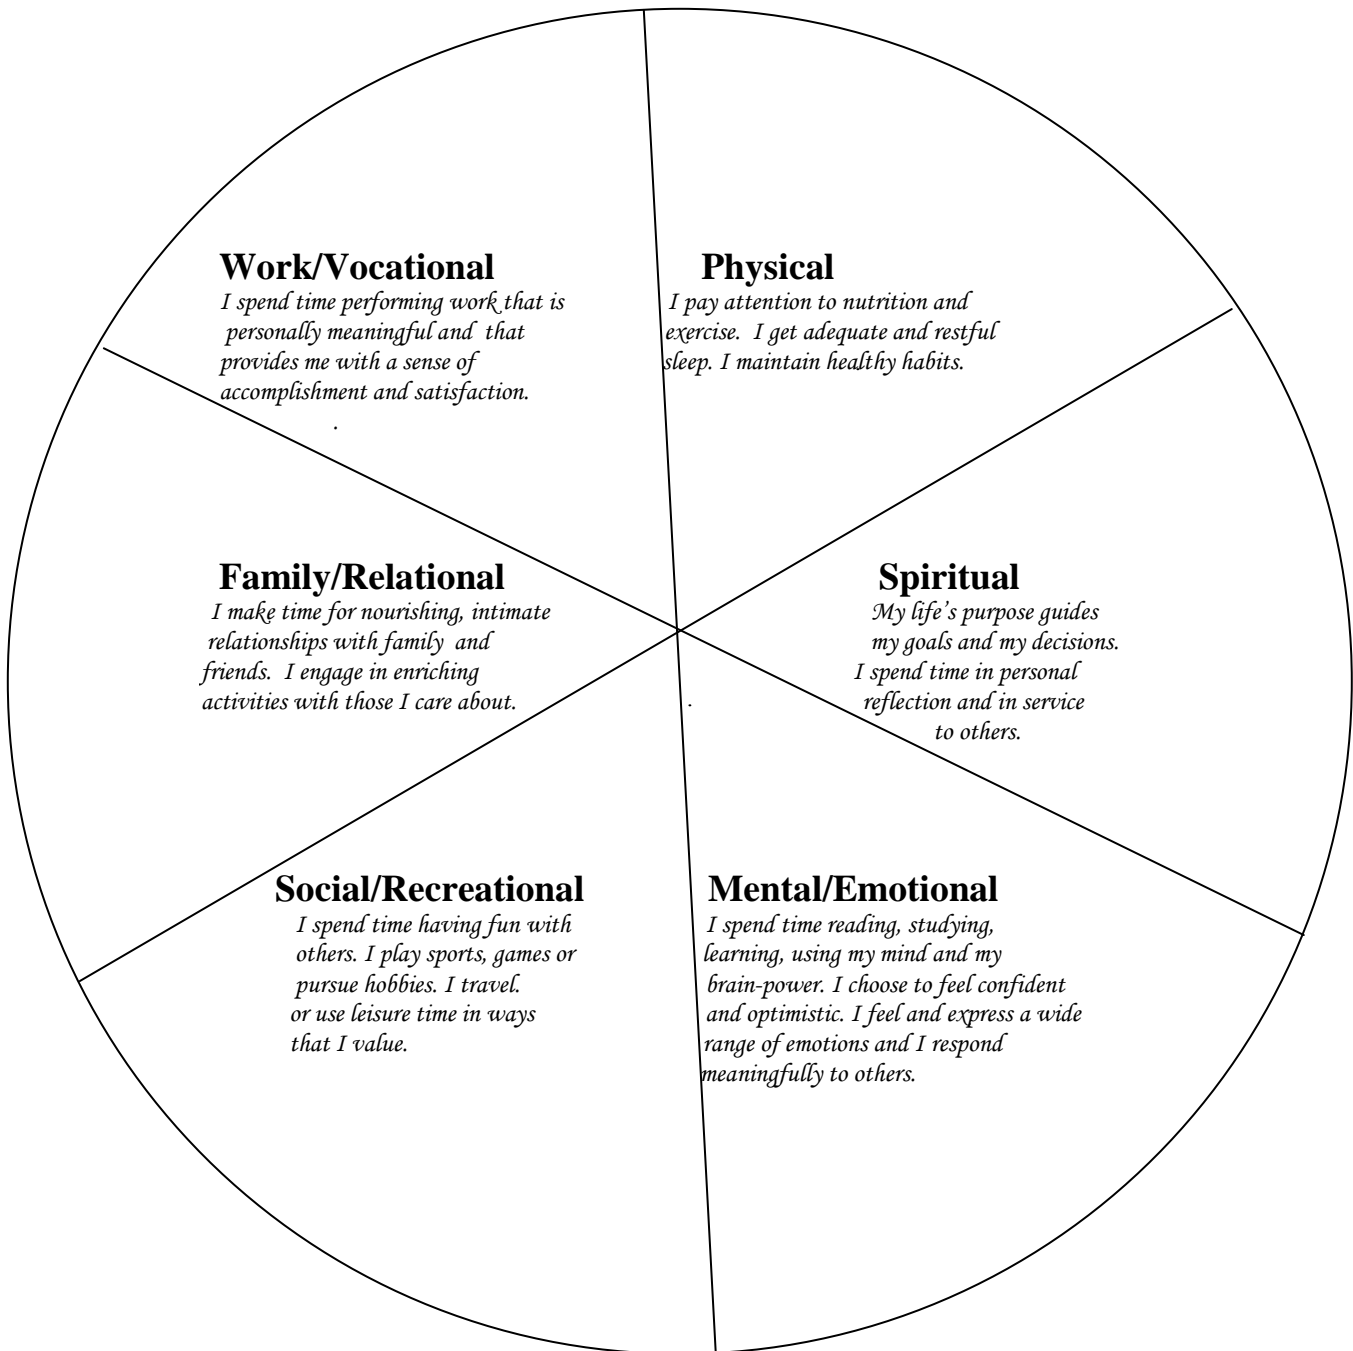 Work/Vocational
I spend time performing work that is
personally meaningful and that
provides me with a sense of
accomplishment and satisfaction.
.
Physical
I pay attention to nutrition and
exercise. I get adequate and restful
sleep. I maintain healthy habits.
Family/Relational
I make time for nourishing, intimate
relationships with family and
friends. I engage in enriching
activities with those I care about.
Spiritual
My life’s purpose guides
my goals and my decisions.
I spend time in personal
reflection and in service
to others.
.
Social/Recreational
I spend time having fun with
others. I play sports, games or
pursue hobbies. I travel.
or use leisure time in ways
that I value.
Mental/Emotional
I spend time reading, studying,
learning, using my mind and my
brain-power. I choose to feel confident
and optimistic. I feel and express a wide
range of emotions and I respond
meaningfully to others.